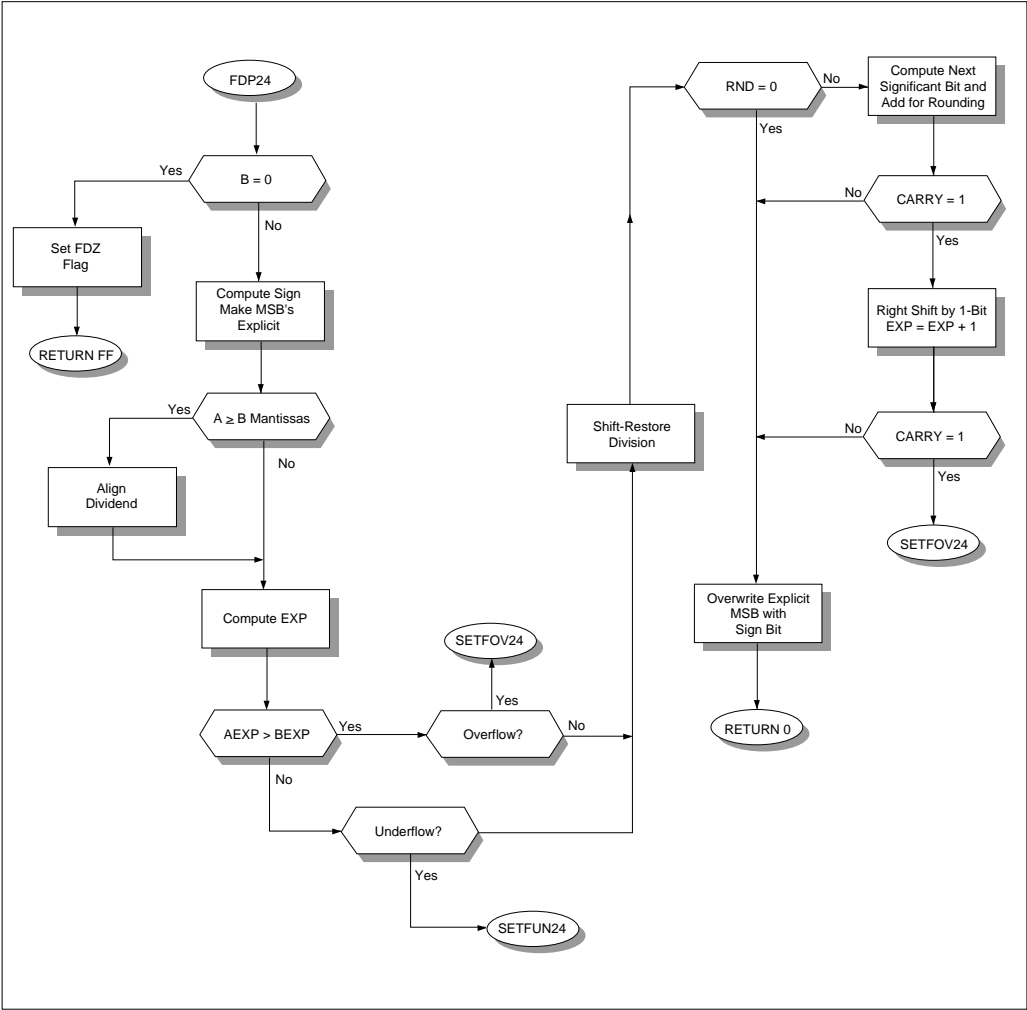 FDP24
B = 0
Yes
No
Set FDZ
Flag
RETURN FF
Compute Sign
Make MSB's
Explicit
A ≥ B Mantissas
Yes
No
Align
Dividend
Compute EXP
AEXP > BEXP
Yes
No
Overflow?
Yes
No
SETFOV24
Underflow?
Yes
SETFUN24
Shift-Restore
Division
RND = 0
No
Yes
Compute Next
Significant Bit and
Add for Rounding
CARRY = 1
No
Yes
Right Shift by 1-Bit
EXP = EXP + 1
CARRY = 1
No
Yes
SETFOV24
Overwrite Explicit
MSB with
Sign Bit
RETURN 0